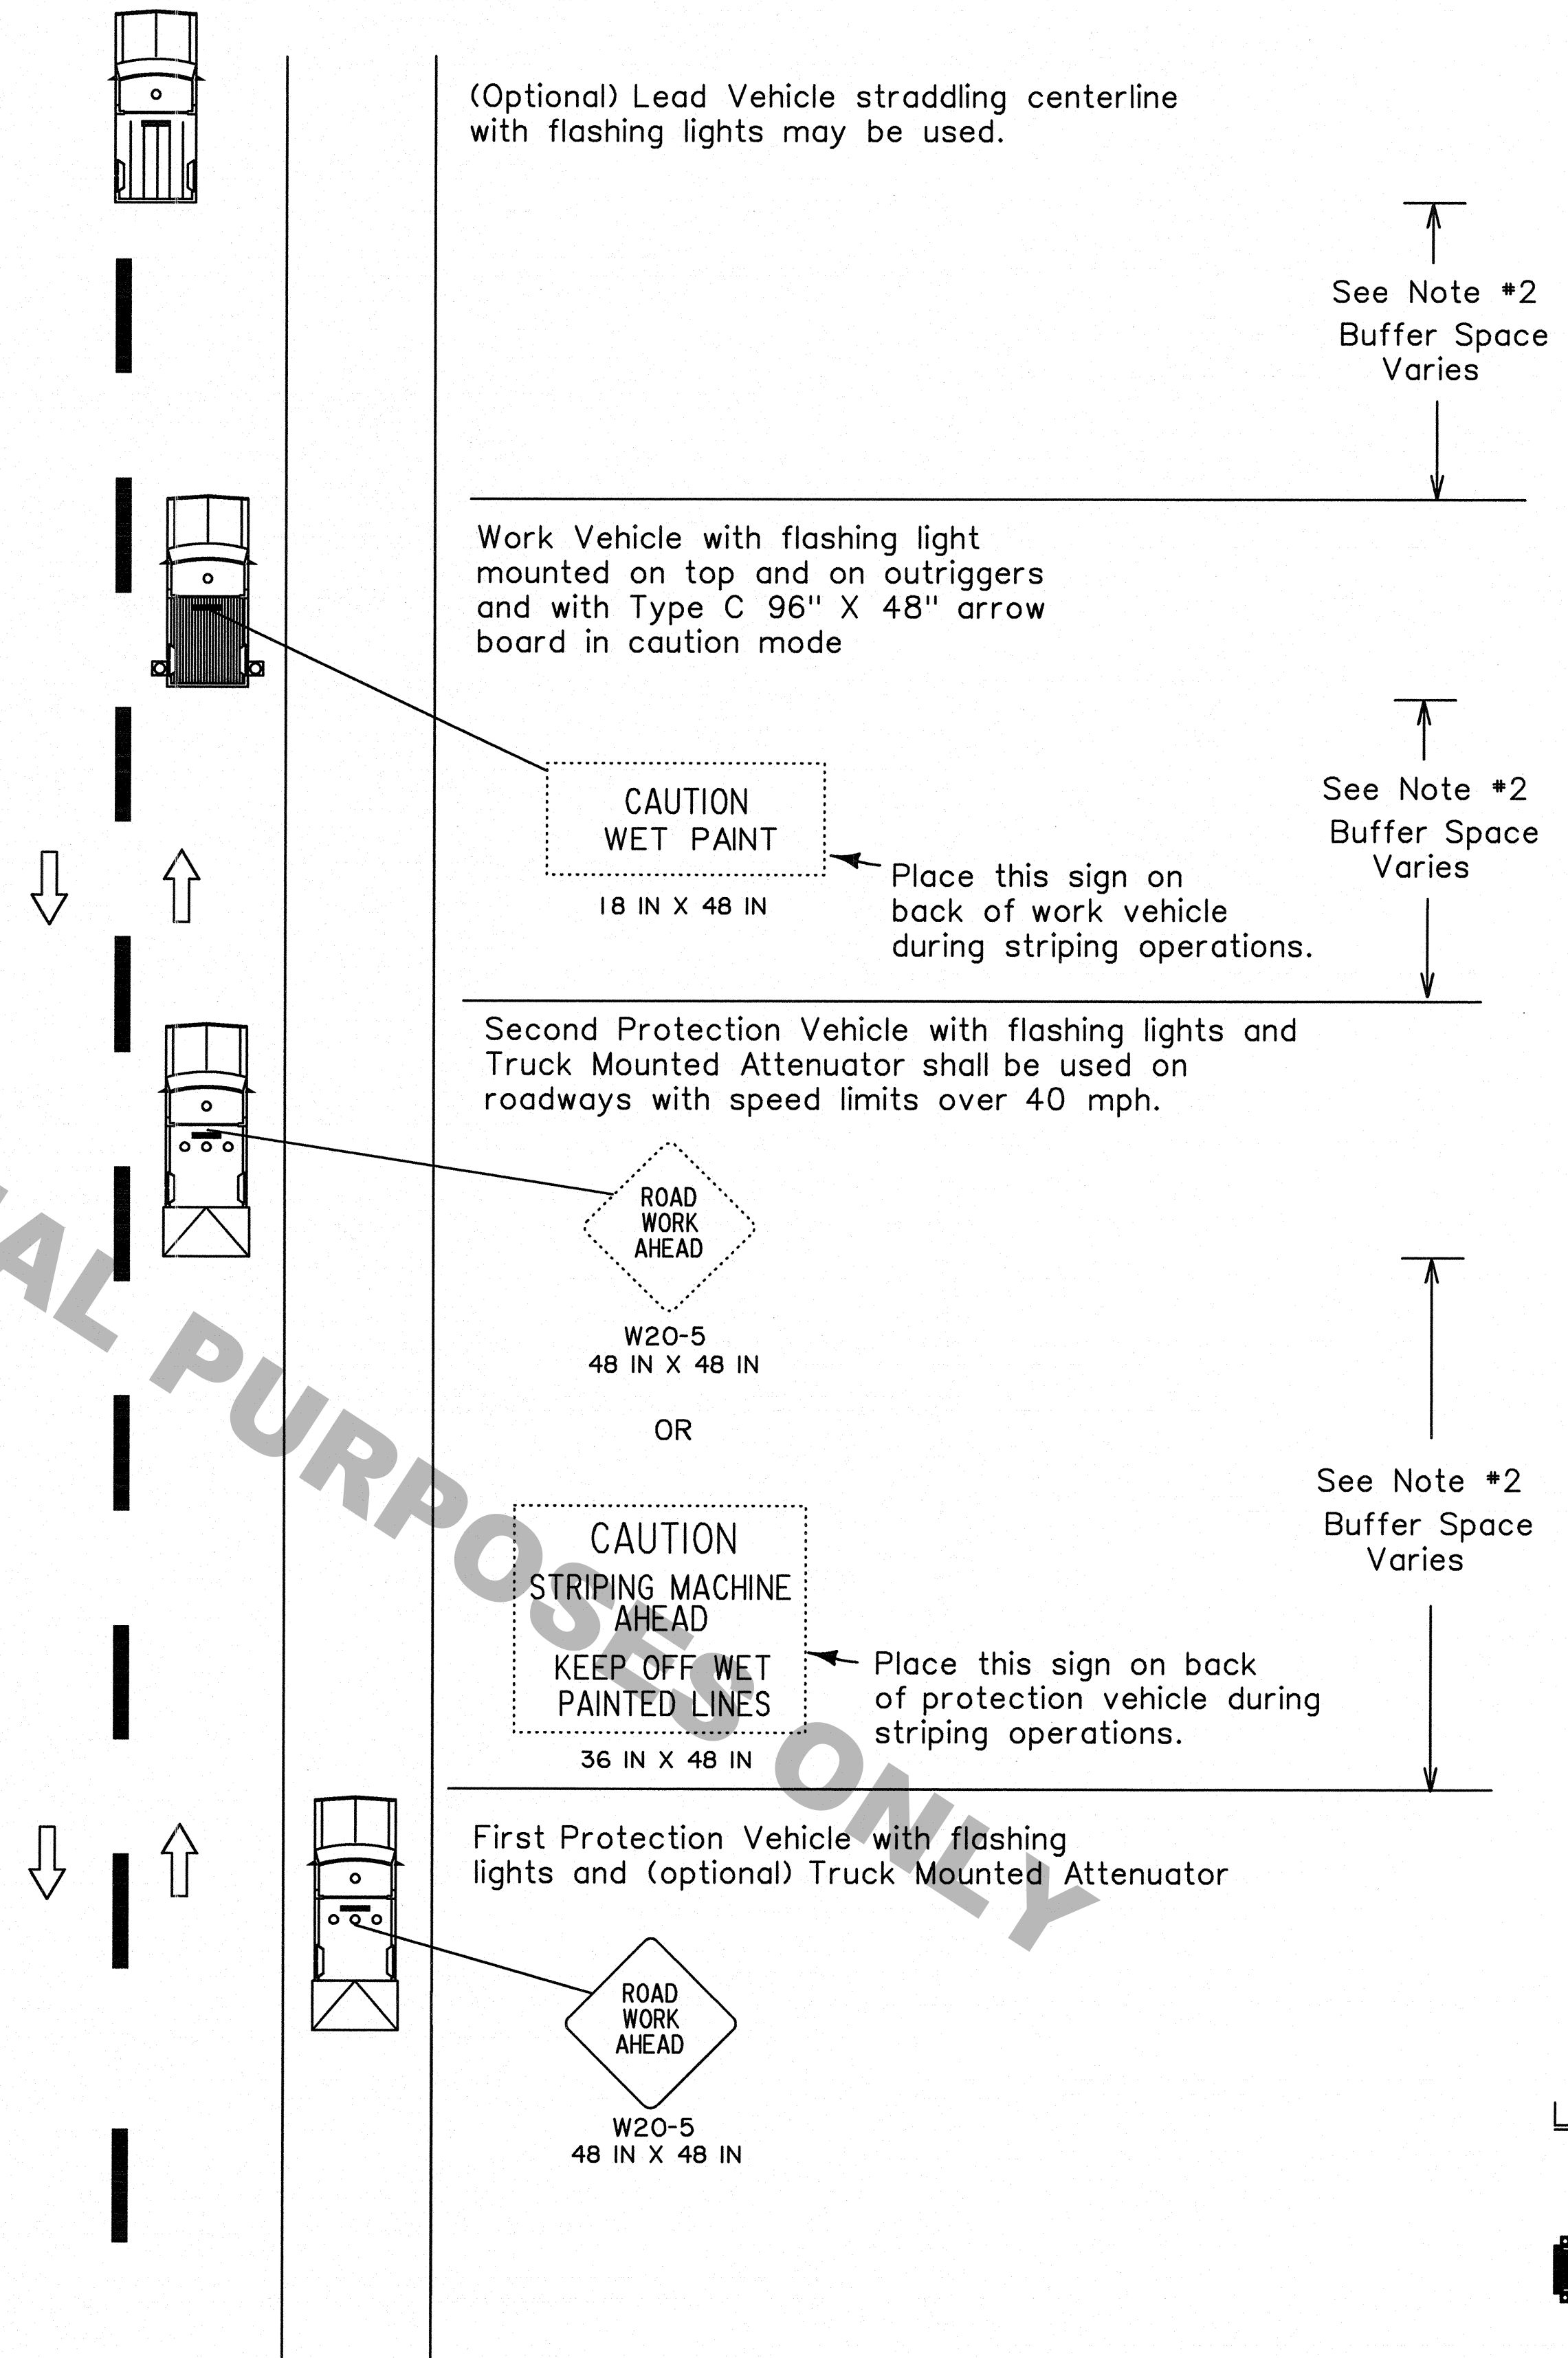 (Optional) Lead Vehicle straddling centerline
with flashing lights may be used.
See Note #2
Buffer Space
Varies
Work Vehicle with flashing light
mounted on top and on outriggers
and with Type C 96" X 48" arrow
board in caution mode
CAUTION
WET PAINT
18 IN X 48 IN
Place this sign on
back of work vehicle
during striping operations.
See Note #2
Buffer Space
Varies
Second Protection Vehicle with flashing lights and
Truck Mounted Attenuator shall be used on
roadways with speed limits over 40 mph.
ROAD
WORK
AHEAD
W20-5
48 IN X 48 IN
OR
CAUTION
STRIPING MACHINE
AHEAD
KEEP OFF WET
PAINTED LINES
36 IN X 48 IN
Place this sign on back
of protection vehicle during
striping operations.
See Note #2
Buffer Space
Varies
First Protection Vehicle with flashing
lights and (optional) Truck Mounted Attenuator
ROAD
WORK
AHEAD
W20-5
48 IN X 48 IN
PURPOSES ONLY